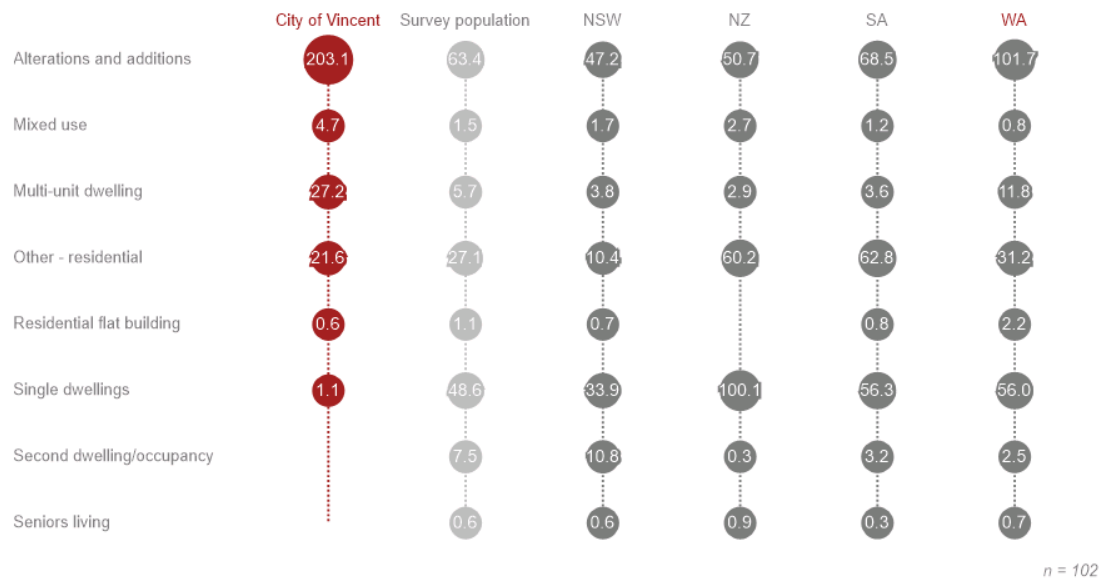 City of Vincent Survey population NSW NZ SA WA
Alterations and additions 203.1 63.4 47.2 50.7 68.5 101.7
Mixed use 4.7 1.5 1.7 2.7 1.2 0.8
Multi-unit dwelling 27.2 5.7 3.8 2.9 3.6 11.8
Other - residential 21.6 27.1 10.4 60.2 62.8 31.2
Residential flat building 0.6 1.1 0.7 0.8 2.2
Single dwellings 1.1 48.6 33.9 100.1 56.3 56.0
Second dwelling/occupancy 7.5 10.8 0.3 3.2 2.5
Seniors living 0.6 0.6 0.9 0.3 0.7
n = 102